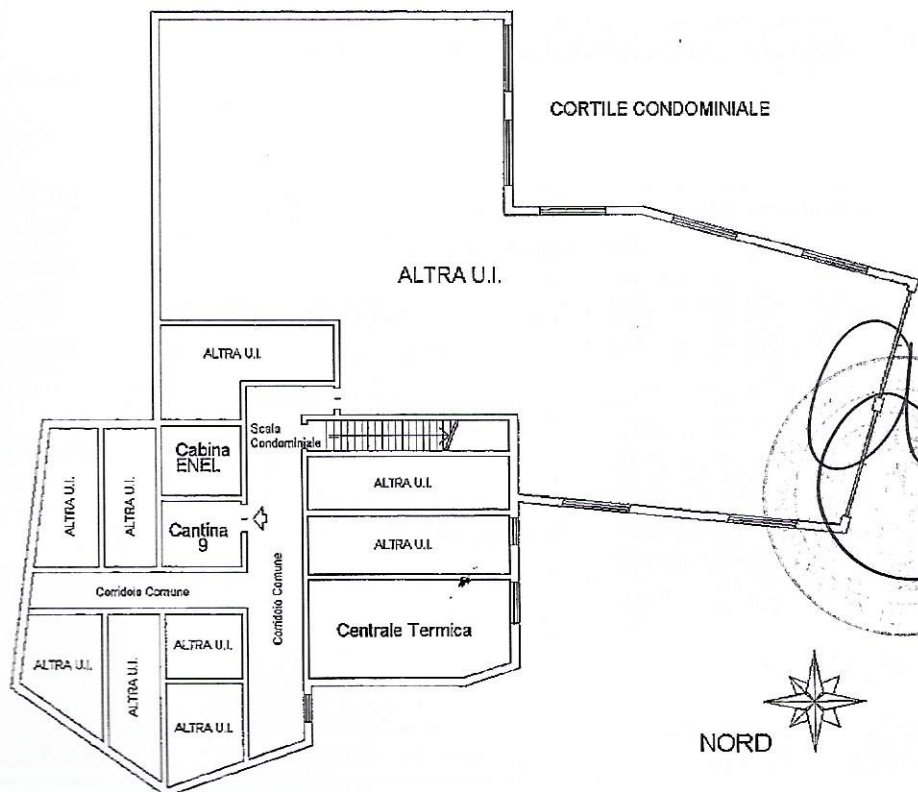 CORTILE CONDOMINIALE
ALTRA U.I.
ALTRA U.I.
Scala
Condominiale
Cabina
ENEL
ALTRA U.I.
ALTRA U.I.
ALTRA U.I.
Cantina
9
ALTRA U.I.
Corridoio Comune
Corridoio Comune
Centrale Termica
ALTRA U.I.
ALTRA U.I.
ALTRA U.I.
ALTRA U.I.
NORD